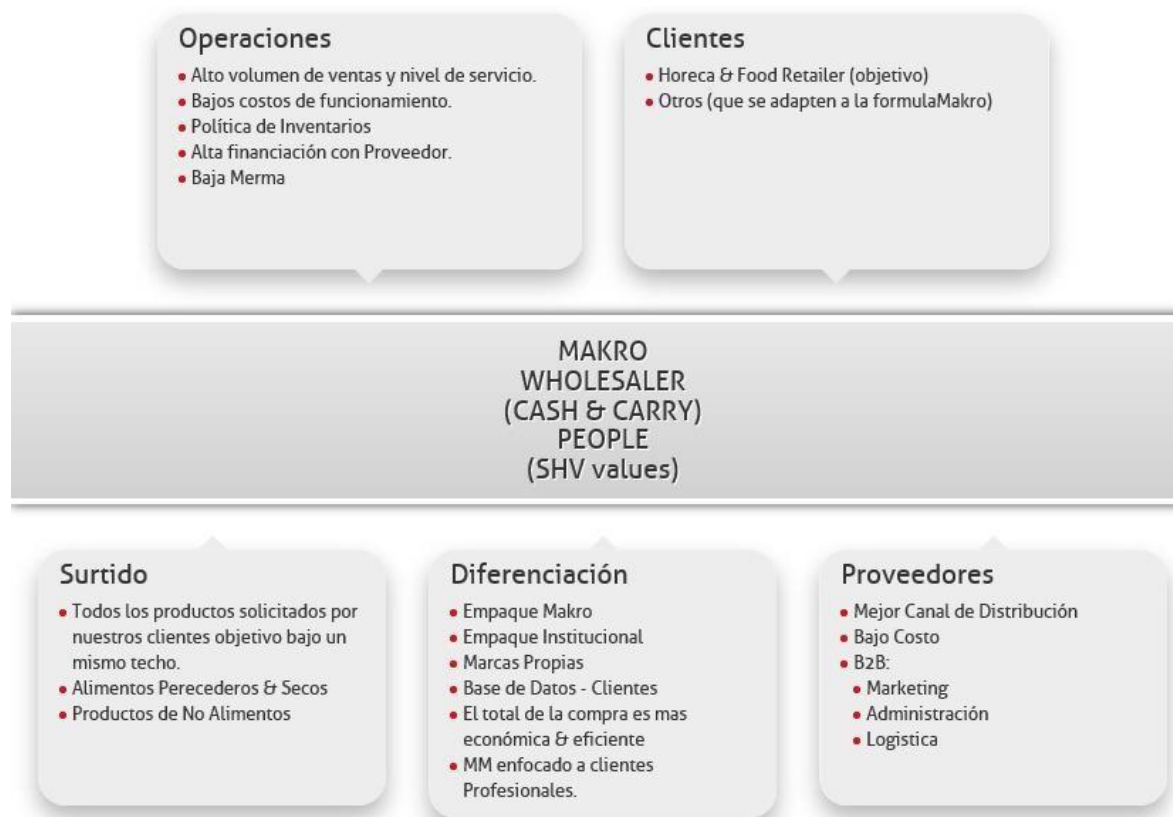 Operaciones
• Alto volumen de ventas y nivel de servicio.
• Bajos costos de funcionamiento.
• Política de Inventarios
• Alta financiación con Proveedor.
• Baja Merma
Clientes
• Horeca & Food Retailer (objetivo)
• Otros (que se adapten a la formulaMakro)
MAKRO
WHOLESALER
(CASH & CARRY)
PEOPLE
(SHV values)
Surtido
• Todos los productos solicitados por
nuestros clientes objetivo bajo un
mismo techo.
• Alimentos Perecederos & Secos
• Productos de No Alimentos
Diferenciación
• Empaque Makro
• Empaque Institucional
• Marcas Propias
• Base de Datos - Clientes
• El total de la compra es mas
económica & eficiente
• MM enfocado a clientes
Profesionales.
Proveedores
• Mejor Canal de Distribución
• Bajo Costo
• B2B:
• Marketing
• Administración
• Logistica